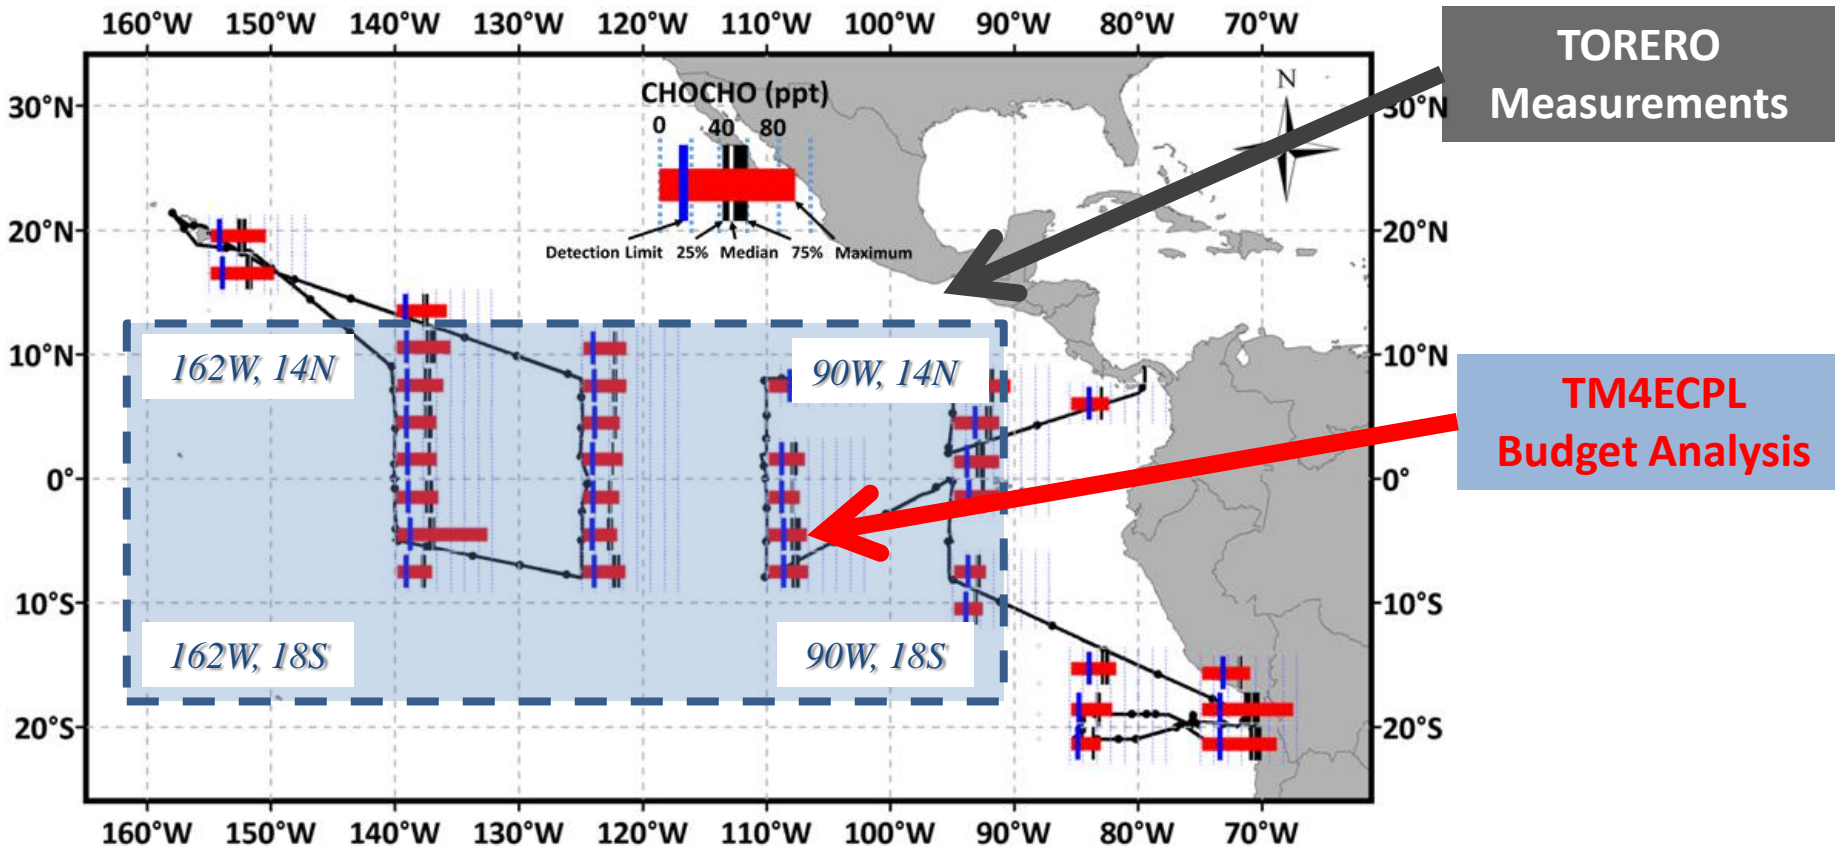 160°W 150°W 140°W 130°W 120°W 110°W 100°W 90°W 80°W 70°W
TORERO
Measurements
N
CHOCHO (ppt)
0 40 80
30°N 30°N
Detection Limit 25% Median 75% Maximum
20°N 20°N
10°N 10°N
162W, 14N 90W, 14N
TM4ECPL
Budget Analysis
0° 0°
10°S 10°S
162W, 18S 90W, 18S
20°S 20°S
160°W 150°W 140°W 130°W 120°W 110°W 100°W 90°W 80°W 70°W